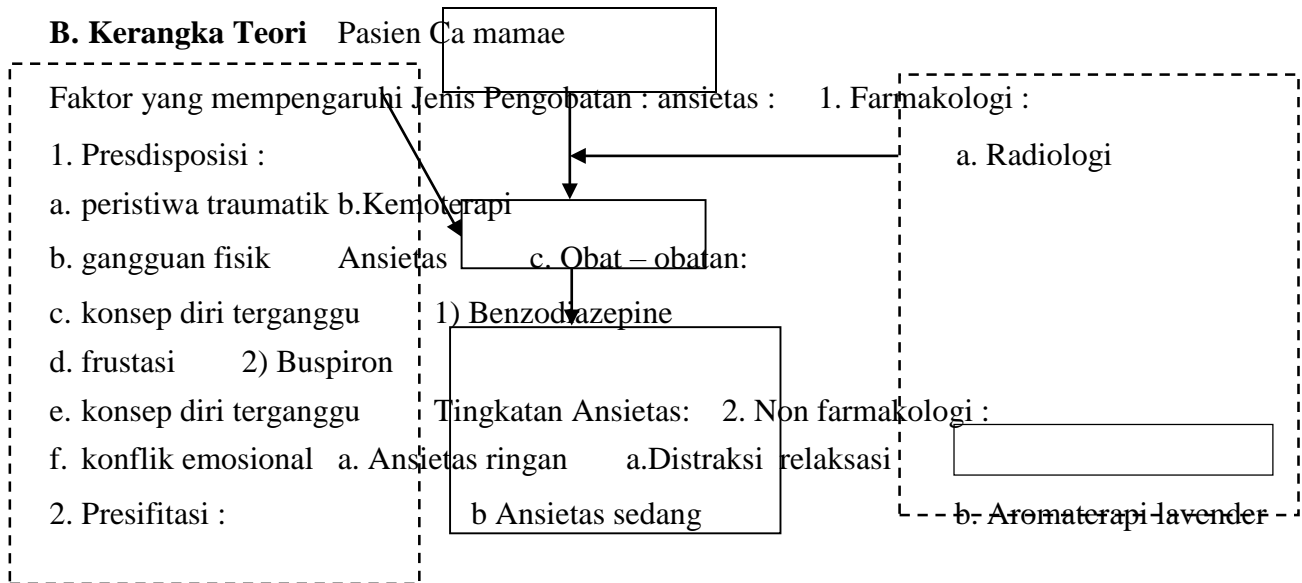 B. Kerangka Teori Pasien Ca mamae
Faktor yang mempengaruhi Jenis Pengobatan : ansietas : 1. Farmakologi :
1. Presdisposisi : a. Radiologi
a. peristiwa traumatik b.Kemoterapi
b. gangguan fisik Ansietas c. Obat – obatan:
c. konsep diri terganggu 1) Benzodiazepine
d. frustasi 2) Buspiron
e. konsep diri terganggu Tingkatan Ansietas: 2. Non farmakologi :
f. konflik emosional a. Ansietas ringan a.Distraksi relaksasi
2. Presifitasi : b Ansietas sedang b. Aromaterapi lavender